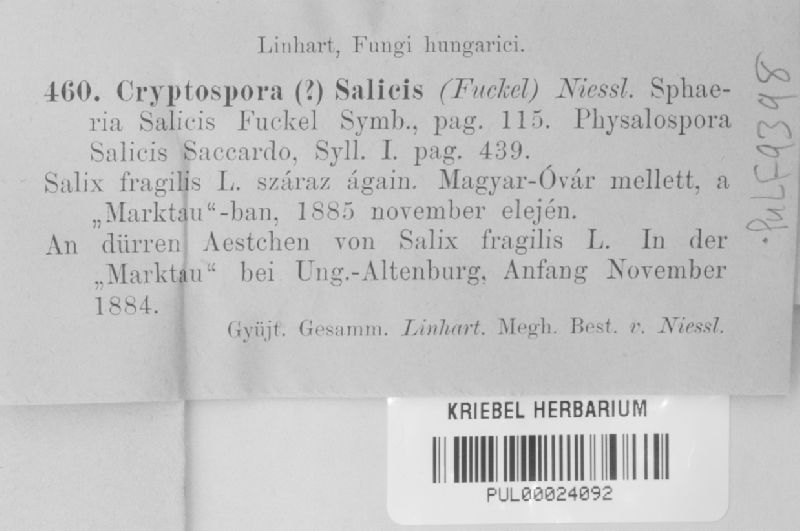 Linhart, Fungi hungarici.
460. Cryptospora (?) Salicis (Fuckel) Niessl. Sphae-
ria Salicis Fuckel Symb., pag. 115. Physalospora
Salicis Saccardo, Syll. I. pag. 439.
Salix fragilis L. száraz ágain. Magyar-Óvár mellett, a
„Marktau“-ban, 1885 november elején.
An dürren Aestchen von Salix fragilis L. In der
„Marktau“ bei Ung.-Altenburg, Anfang November
1884.
Gyüjt. Gesamm. Linhart. Megh. Best. v. Niessl.
PuLF9398
KRIEBEL HERBARIUM
PUL00024092